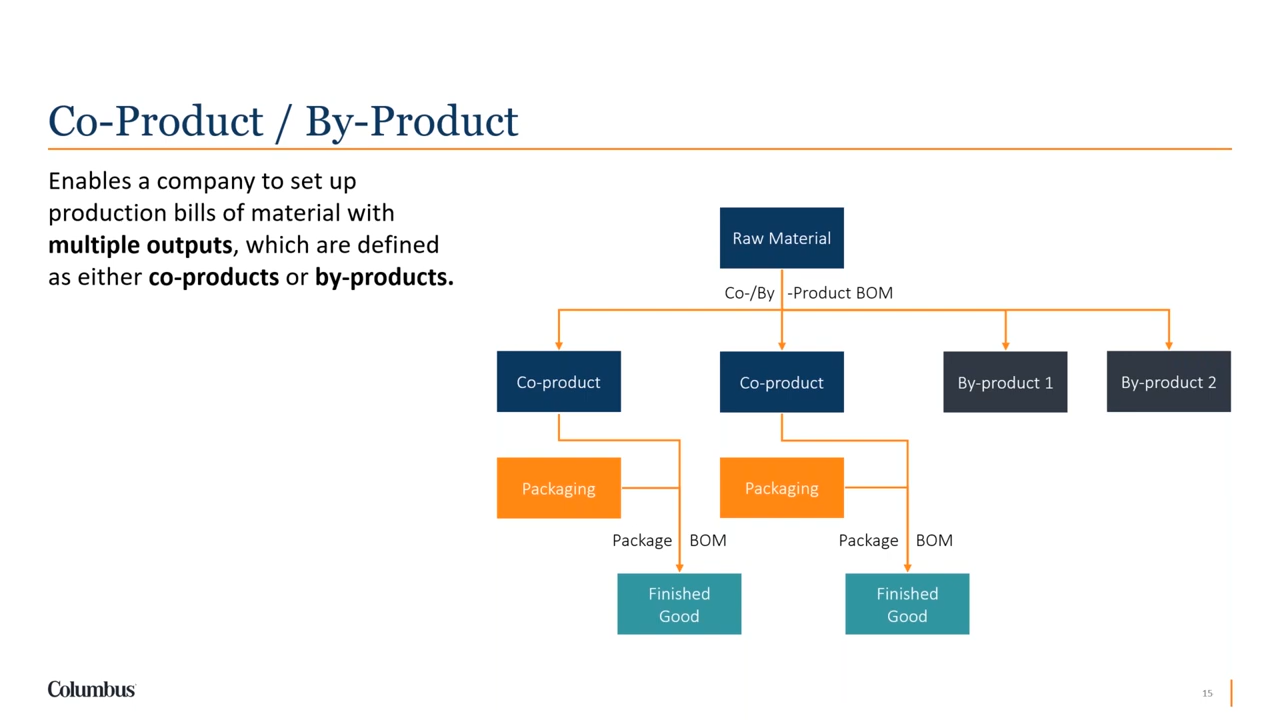 Co-Product / By-Product
Enables a company to set up
production bills of material with
multiple outputs, which are defined
as either co-products or by-products.
Raw Material
Co-/By -Product BOM
Co-product
Co-product
By-product 1
By-product 2
Packaging
Packaging
Package BOM
Package BOM
Finished
Good
Finished
Good
Columbus
15